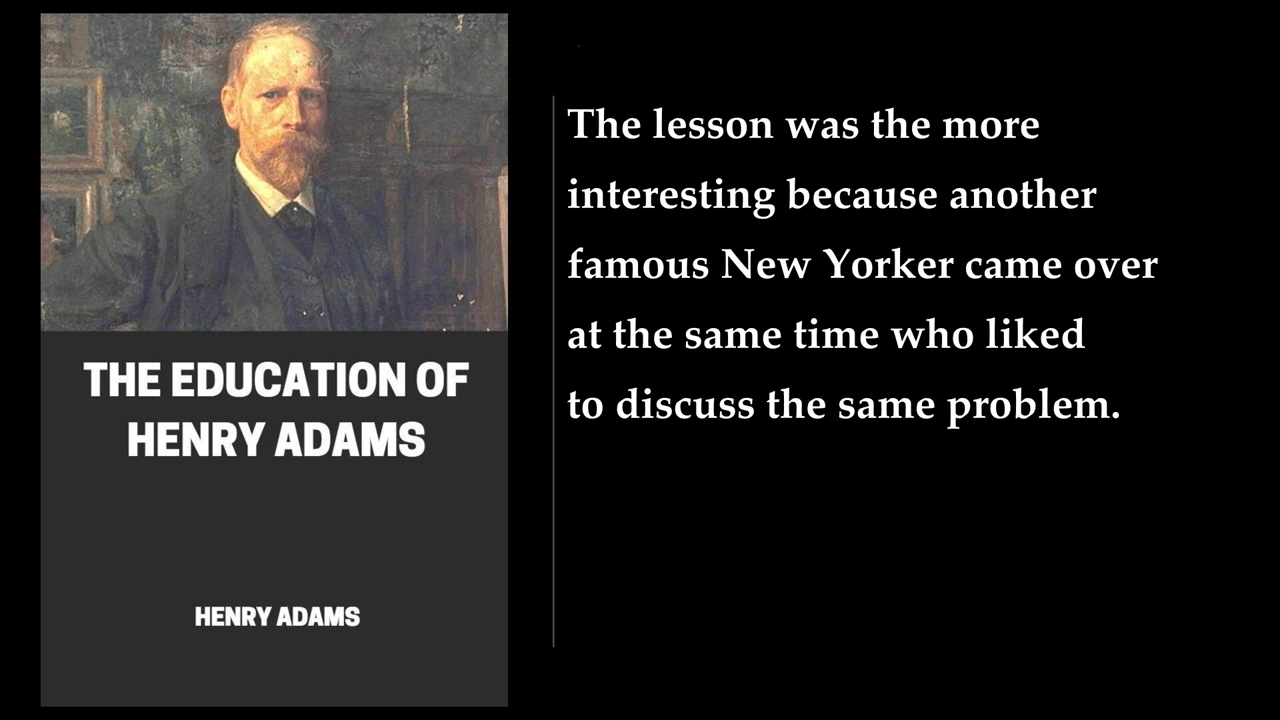 THE EDUCATION OF
HENRY ADAMS
HENRY ADAMS
The lesson was the more
interesting because another
famous New Yorker came over
at the same time who liked
to discuss the same problem.